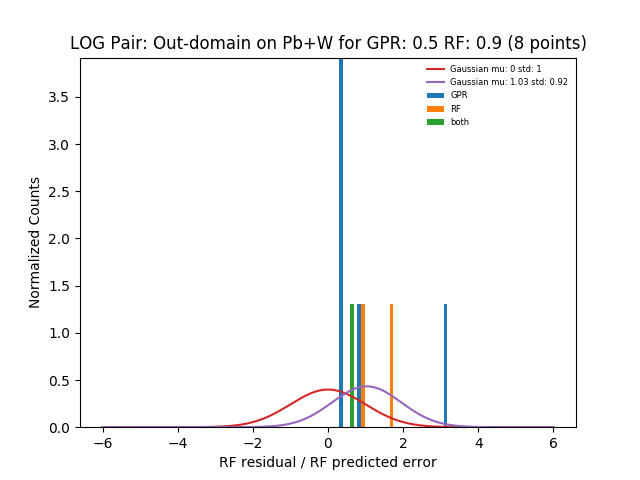 LOG Pair: Out-domain on Pb+W for GPR: 0.5 RF: 0.9 (8 points)
Normalized Counts
3.5
3.0
2.5
2.0
1.5
1.0
0.5
0.0
Gaussian mu: 0 std: 1
Gaussian mu: 1.03 std: 0.92
GPR
RF
both
−6 −4 −2 0 2 4 6
RF residual / RF predicted error